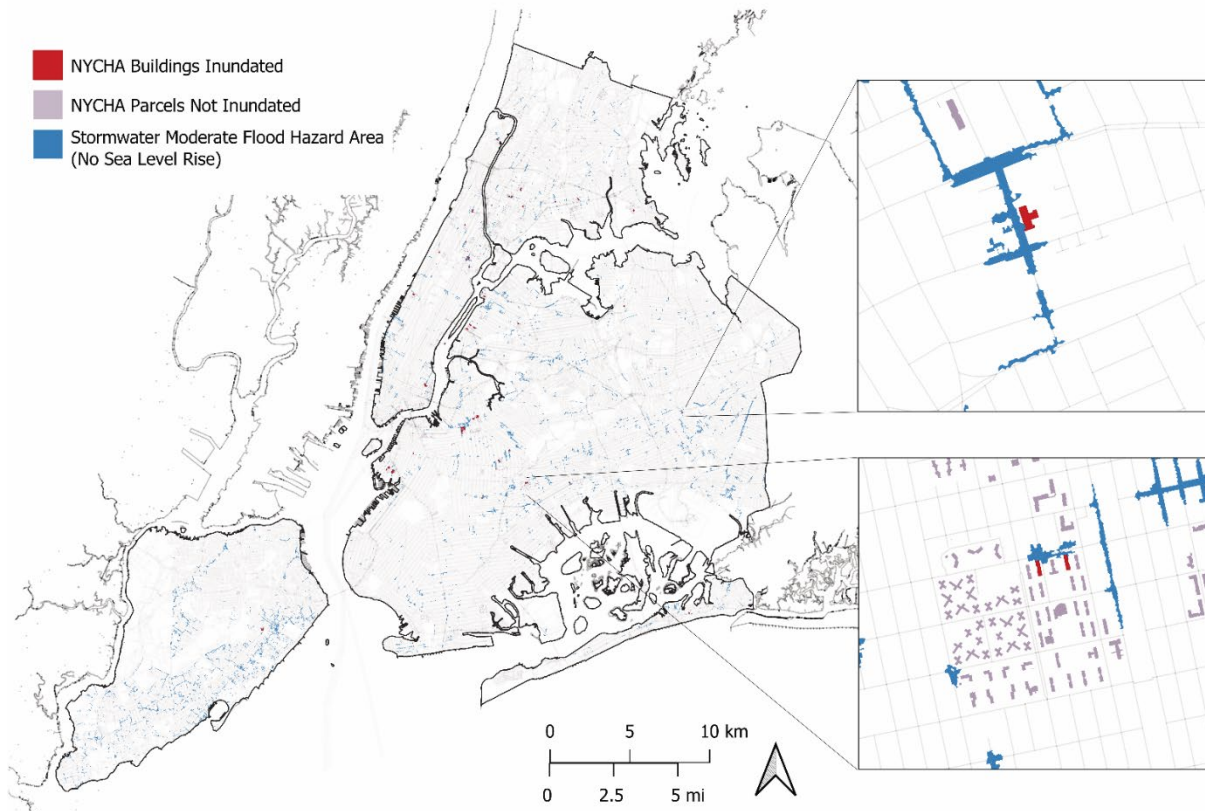 NYCHA Buildings Inundated
NYCHA Parcels Not Inundated
Stormwater Moderate Flood Hazard Area
(No Sea Level Rise)
0 5 10 km
0 2.5 5 mi